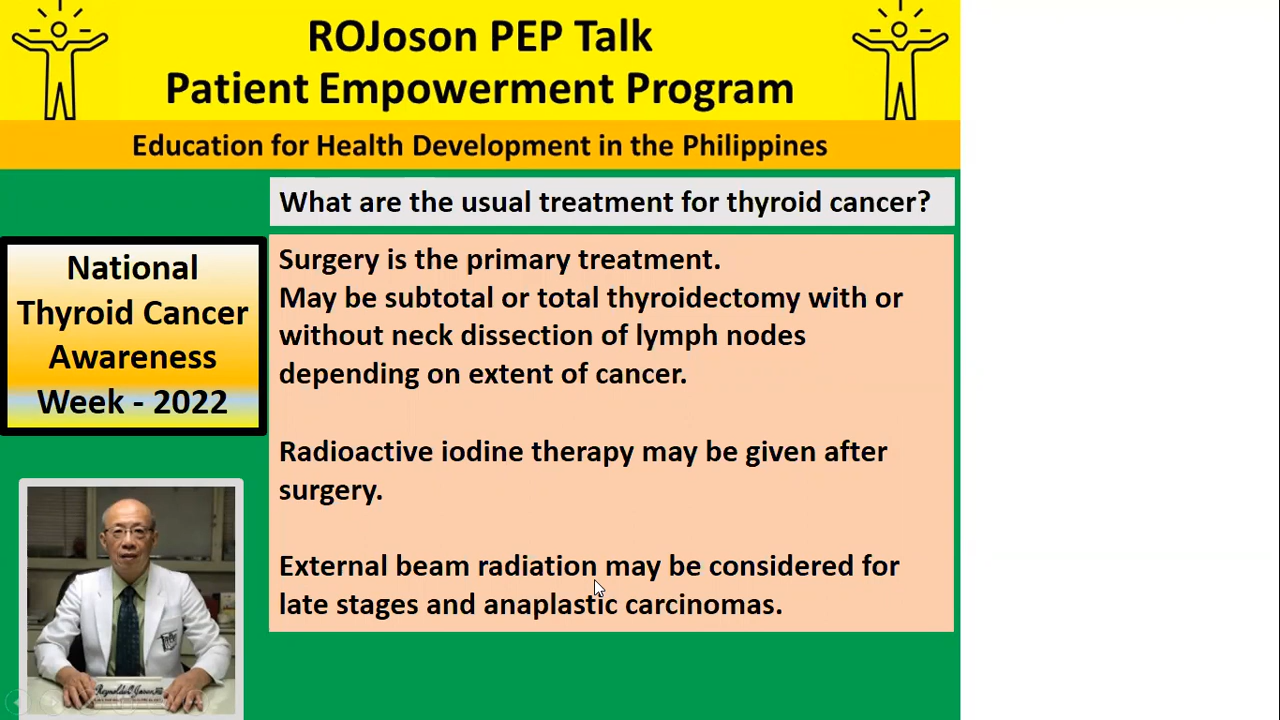 ROJoson PEP Talk
Patient Empowerment Program
Education for Health Development in the Philippines
What are the usual treatment for thyroid cancer?
National
Thyroid Cancer
Awareness
Week - 2022
Surgery is the primary treatment.
May be subtotal or total thyroidectomy with or
without neck dissection of lymph nodes
depending on extent of cancer.
Radioactive iodine therapy may be given after
surgery.
External beam radiation may be considered for
late stages and anaplastic carcinomas.